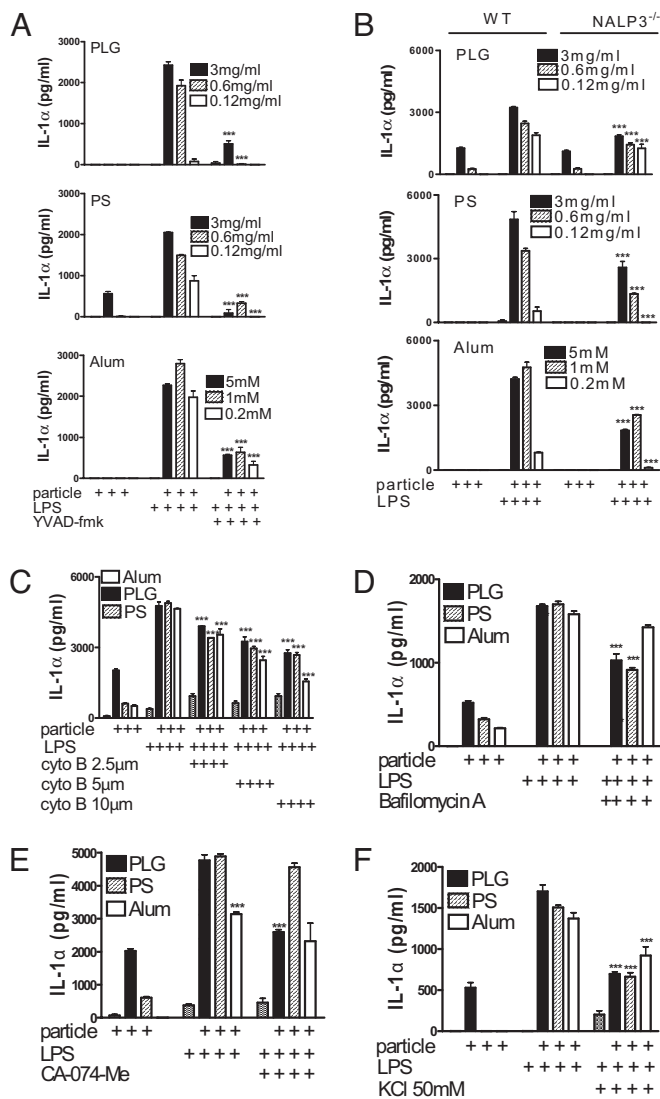 A
PLG
IL-1α (pg/ml)
3000
2000
1000
0
3mg/ml
0.6mg/ml
0.12mg/ml
***
***
PS
IL-1α (pg/ml)
3000
2000
1000
0
3mg/ml
0.6mg/ml
0.12mg/ml
***
***
***
Alum
IL-1α (pg/ml)
3000
2000
1000
0
5mM
1mM
0.2mM
***
***
***
particle + + + + + + + + +
LPS + + + + + + + +
YVAD-fmk + + + +
B
WT NALP3-/-
PLG
IL-1α (pg/ml)
6000
3000
0
3mg/ml
0.6mg/ml
0.12mg/ml
*** *** ***
PS
IL-1α (pg/ml)
6000
3000
0
3mg/ml
0.6mg/ml
0.12mg/ml
***
***
***
Alum
IL-1α (pg/ml)
6000
3000
0
5mM
1mM
0.2mM
***
***
***
particle +++ +++ +++ +++
LPS ++++ ++++
C
IL-1α (pg/ml)
6000
3000
0
Alum
PLG
PS
*** *** ***
*** *** ***
*** *** ***
particle +++ +++ +++ +++ +++
LPS ++++ ++++ ++++ ++++
cyto B 2.5µm ++++
cyto B 5µm ++++
cyto B 10µm ++++
D
IL-1α (pg/ml)
2000
1500
1000
500
0
PLG
PS
Alum
*** ***
particle + + + + + + + + +
LPS + + + + ++ + +
Bafilomycin A ++ + +
E
IL-1α (pg/ml)
5000
4000
3000
2000
1000
0
PLG
PS
Alum
***
***
particle + + + + + + + + +
LPS + + + + + + + +
CA-074-Me + + + +
F
IL-1α (pg/ml)
2000
1500
1000
500
0
PLG
PS
Alum
*** *** ***
particle + + + + + + + + +
LPS + + + + + + + +
KCl 50mM + + + +